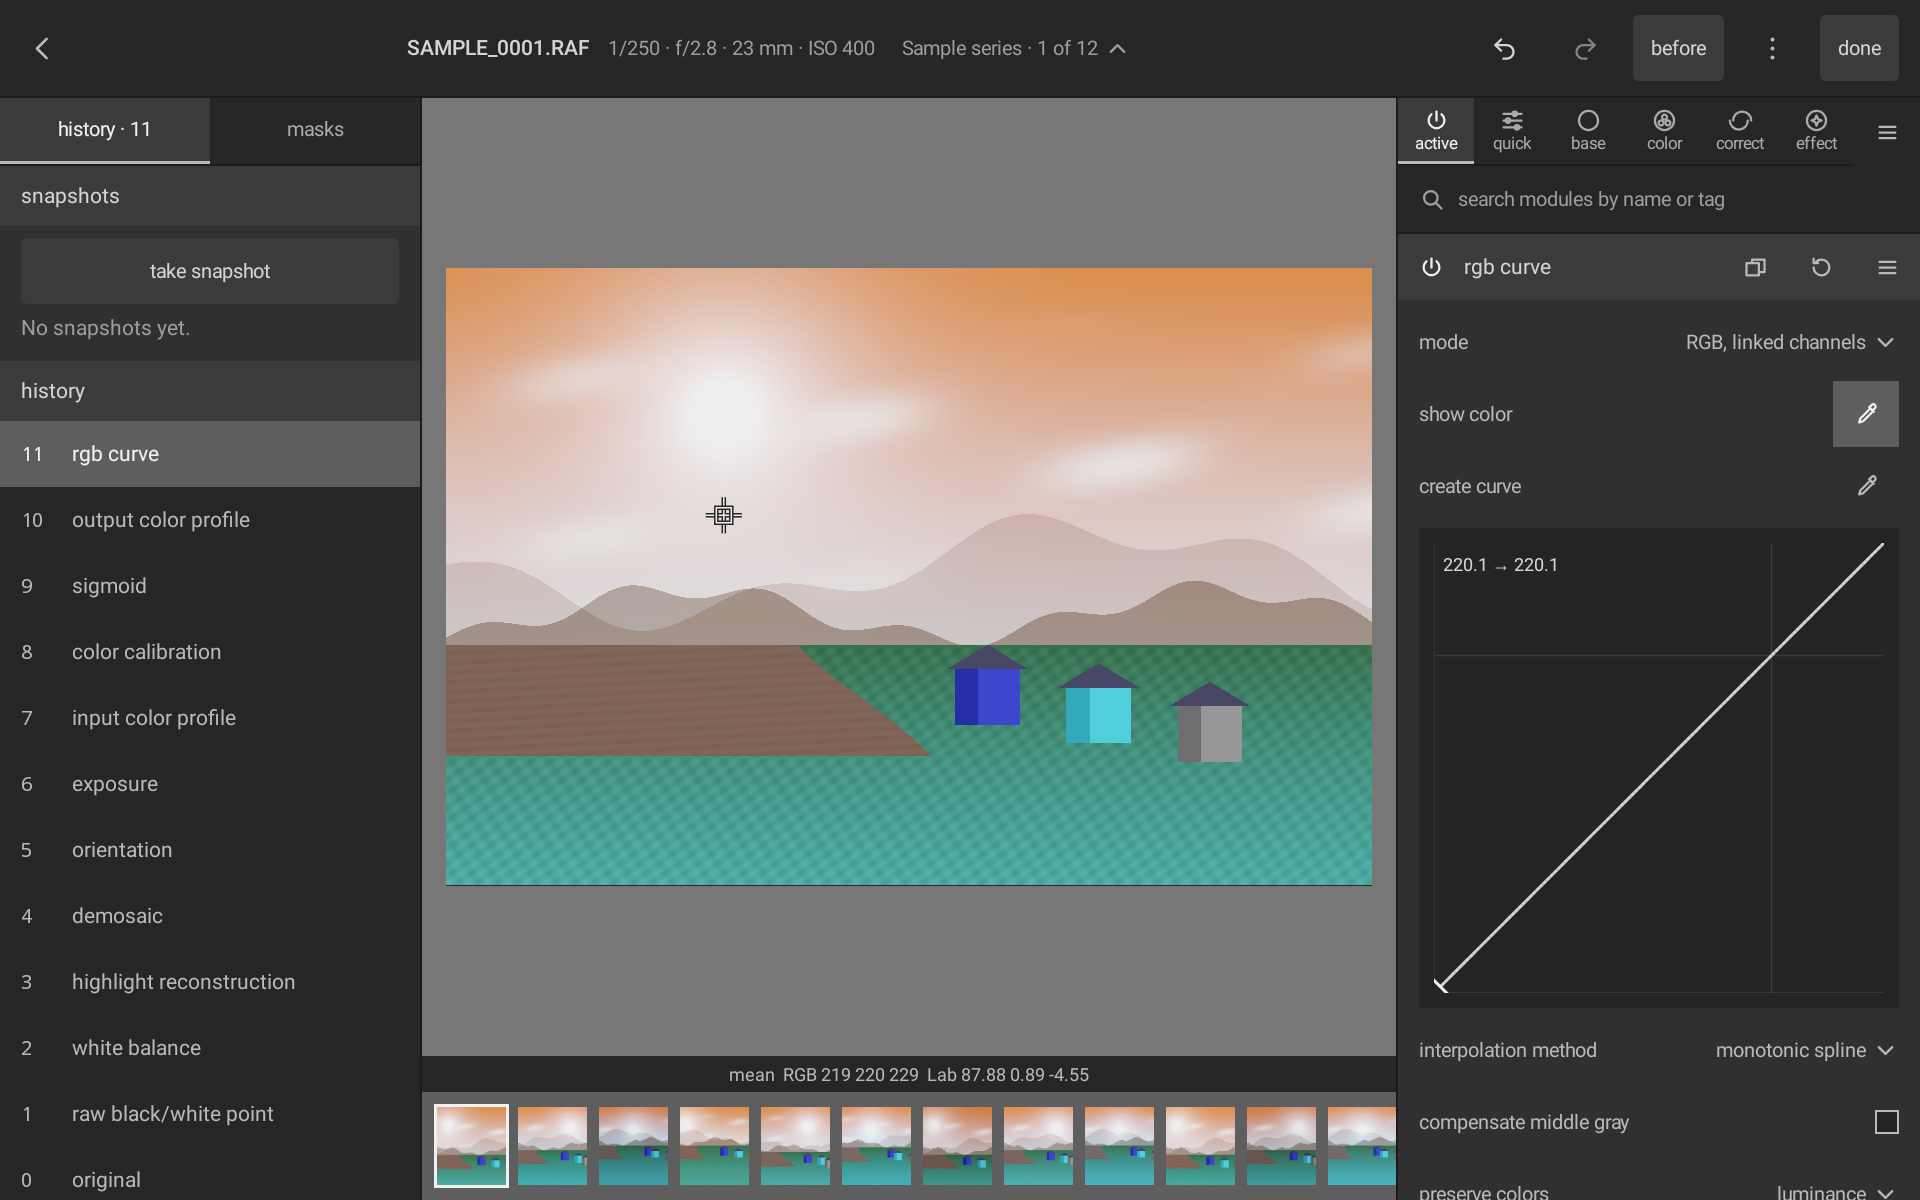 SAMPLE_0001.RAF 1/250 · f/2.8 · 23 mm · ISO 400 Sample series · 1 of 12
before
done
history · 11
masks
snapshots
take snapshot
No snapshots yet.
history
11 rgb curve
10 output color profile
9 sigmoid
8 color calibration
7 input color profile
6 exposure
5 orientation
4 demosaic
3 highlight reconstruction
2 white balance
1 raw black/white point
0 original
mean RGB 219 220 229 Lab 87.88 0.89 -4.55
active
quick
base
color
correct
effect
search modules by name or tag
rgb curve
mode RGB, linked channels
show color
create curve
220.1 → 220.1
interpolation method monotonic spline
compensate middle gray
preserve colors luminance